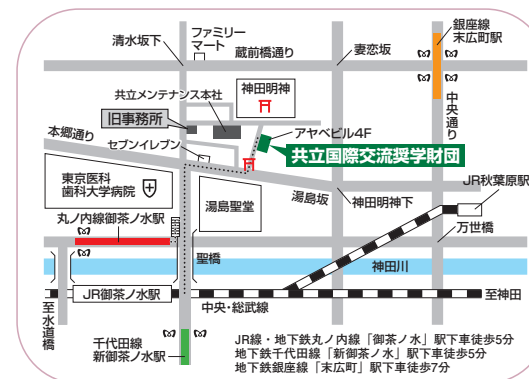 銀座線
末広町駅
ファミリー
マート
清水坂下
蔵前橋通り
妻恋坂
神田明神
中央通り
共立メンテナンス本社
旧事務所
アヤベビル4F
本郷通り
セブンイレブン
共立国際交流奨学財団
東京医科
歯科大学病院
湯島聖堂
湯島坂
神田明神下
JR秋葉原駅
丸ノ内線御茶ノ水駅
万世橋
聖橋
神田川
JR御茶ノ水駅
中央・総武線
至神田
至水道橋
千代田線
新御茶ノ水駅
JR線・地下鉄丸ノ内線「御茶ノ水」駅下車徒歩5分
地下鉄千代田線「新御茶ノ水」駅下車徒歩5分
地下鉄銀座線「末広町」駅下車徒歩7分